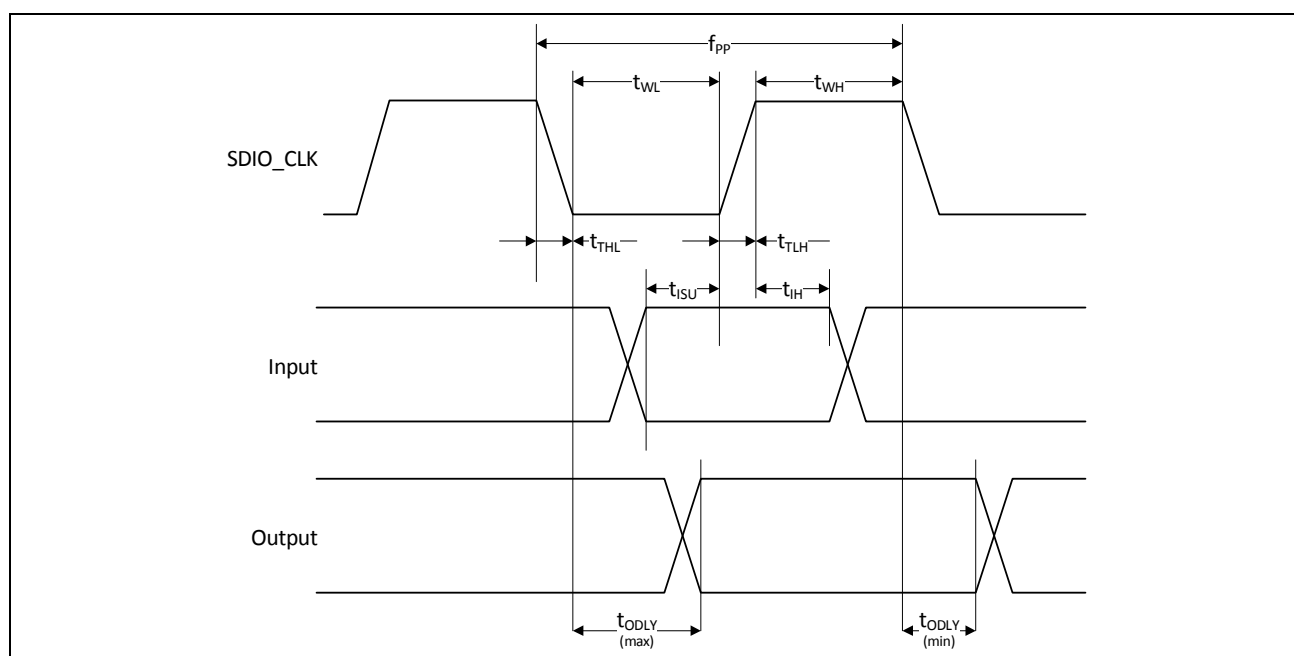 fPP
tWL
tWH
SDIO_CLK
tTHL
tTLH
tISU
tIH
Input
Output
tODLY
(max)
tODLY
(min)